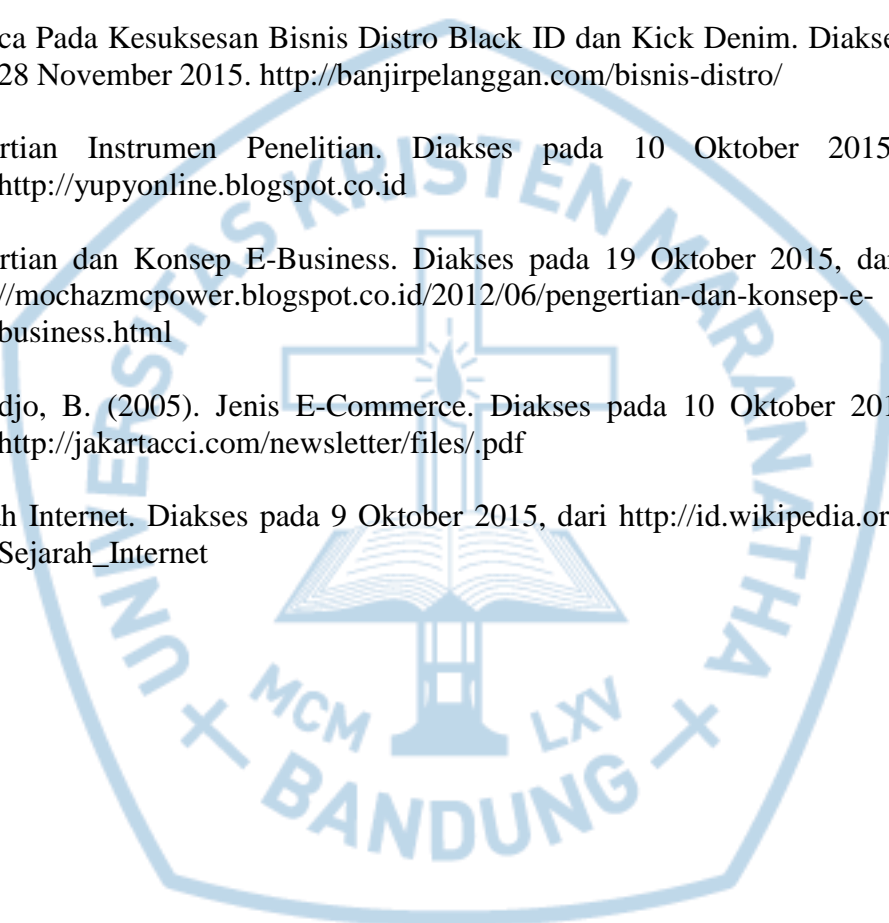 ca Pada Kesuksesan Bisnis Distro Black ID dan Kick Denim. Diakse
28 November 2015. http://banjirpelanggan.com/bisnis-distro/
rtian Instrumen Penelitian. Diakses pada 10 Oktober 2015
http://yupyonline.blogspot.co.id
rtian dan Konsep E-Business. Diakses pada 19 Oktober 2015, da
//mochazmcpower.blogspot.co.id/2012/06/pengertian-dan-konsep-e-
business.html
djo, B. (2005). Jenis E-Commerce. Diakses pada 10 Oktober 201
http://jakartacci.com/newsletter/files/.pdf
h Internet. Diakses pada 9 Oktober 2015, dari http://id.wikipedia.or
Sejarah_Internet
UNIVERSITAS KRISTEN MARANATHA
MCM LXV
BANDUNG